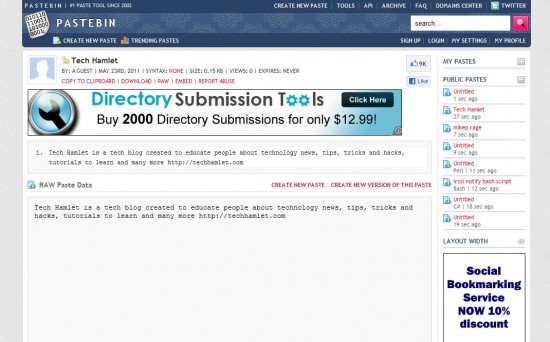 PASTEBIN | #1 PASTE TOOL SINCE 2002
CREATE NEW PASTE TOOLS API ARCHIVE FAQ DOMAINS CENTER TWITTER
PASTEBIN
search...
CREATE NEW PASTE TRENDING PASTES
SIGN UP LOGIN MY SETTINGS MY PROFILE
Tech Hamlet
BY: A GUEST | MAY 23RD, 2011 | SYNTAX: NONE | SIZE: 0.15 KB | VIEWS: 0 | EXPIRES: NEVER
COPY TO CLIPBOARD | DOWNLOAD | RAW | EMBED | REPORT ABUSE
9K
Like
Directory Submission Tools
Click Here
Buy 2000 Directory Submissions for only $12.99!
1. Tech Hamlet is a tech blog created to educate people about technology news, tips, tricks and hacks,
tutorials to learn and many more http://techhamlet.com
RAW Paste Data
CREATE NEW PASTE | CREATE NEW VERSION OF THIS PASTE
Tech Hamlet is a tech blog created to educate people about technology news, tips, tricks and
hacks, tutorials to learn and many more http://techhamlet.com
MY PASTES
PUBLIC PASTES
Untitled
1 sec ago
Tech Hamlet
27 sec ago
mikep rage
7 sec ago
Untitled
9 sec ago
Untitled
Perl | 11 sec ago
irssi notify bash script
Bash | 12 sec ago
Untitled
C# | 18 sec ago
Untitled
19 sec ago
LAYOUT WIDTH
Social
Bookmarking
Service
NOW 10%
discount